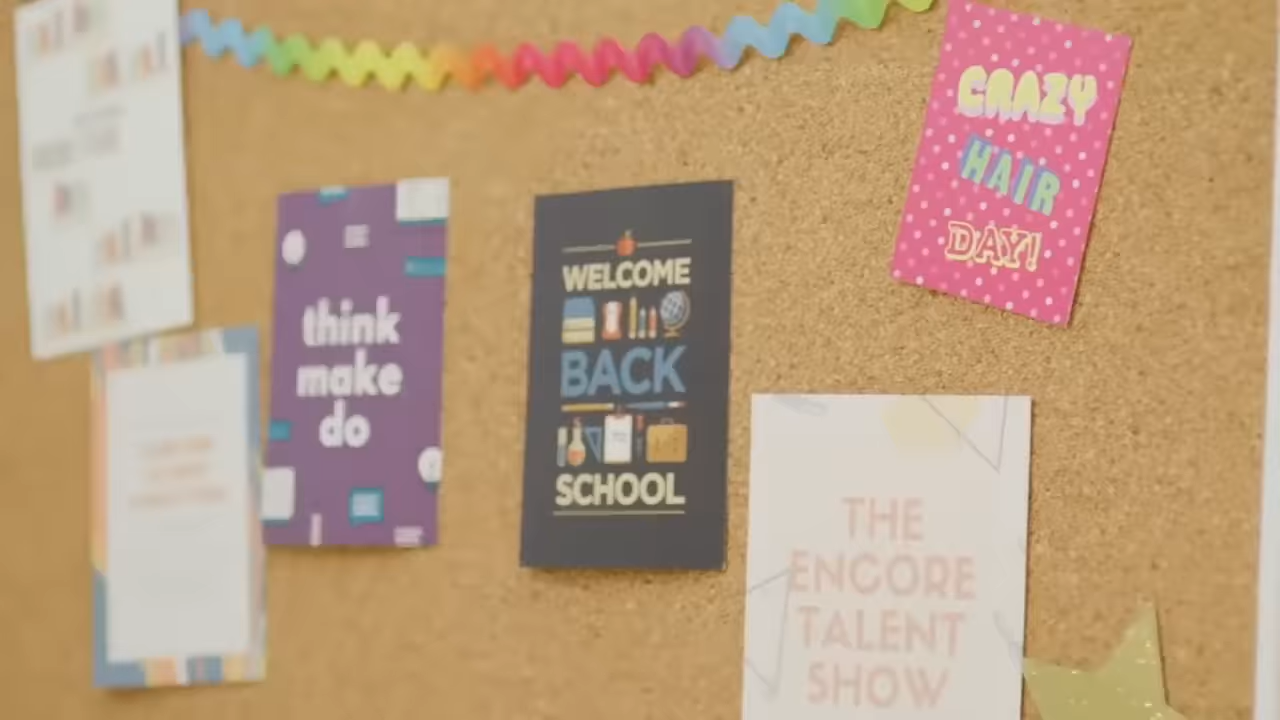 think
make
do
WELCOME
BACK
SCHOOL
CRAZY
HAIR
DAY!
THE
ENCORE
TALENT
SHOW